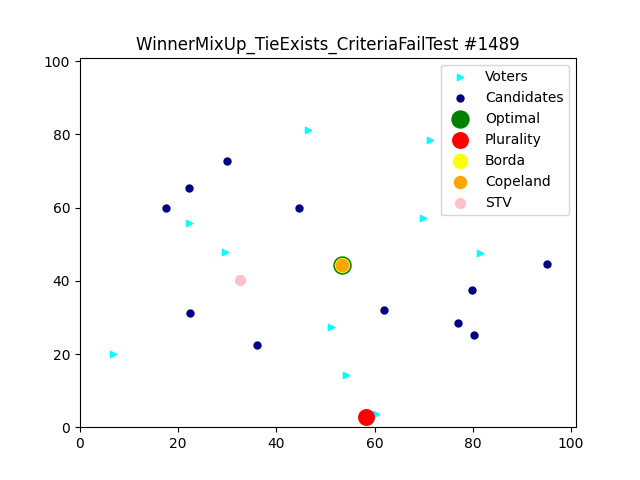 WinnerMixUp_TieExists_CriteriaFailTest #1489
100
80
60
40
20
0
0
20
40
60
80
100
Voters
Candidates
Optimal
Plurality
Borda
Copeland
STV